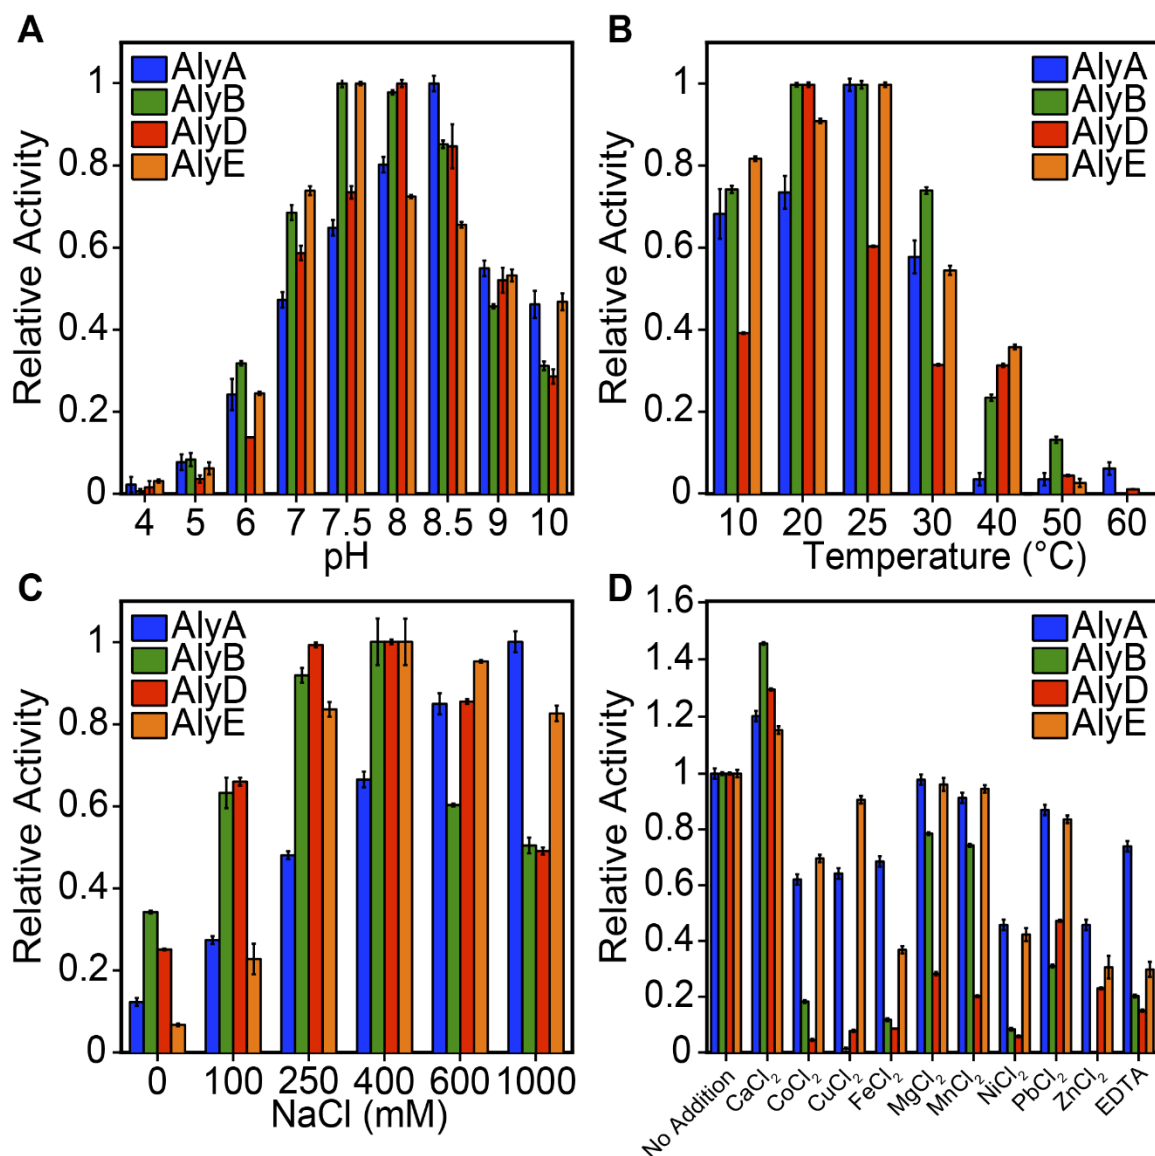 A
AlyA
AlyB
AlyD
AlyE
Relative Activity
1
0.8
0.6
0.4
0.2
0
4 5 6 7 7.5 8 8.5 9 10
pH
B
AlyA
AlyB
AlyD
AlyE
Relative Activity
1
0.8
0.6
0.4
0.2
0
10 20 25 30 40 50 60
Temperature (°C)
C
AlyA
AlyB
AlyD
AlyE
Relative Activity
1
0.8
0.6
0.4
0.2
0
0 100 250 400 600 1000
NaCl (mM)
D
AlyA
AlyB
AlyD
AlyE
Relative Activity
1.6
1.4
1.2
1
0.8
0.6
0.4
0.2
0
No Addition
CaCl₂
CoCl₂
CuCl₂
FeCl₂
MgCl₂
MnCl₂
NiCl₂
PbCl₂
ZnCl₂
EDTA